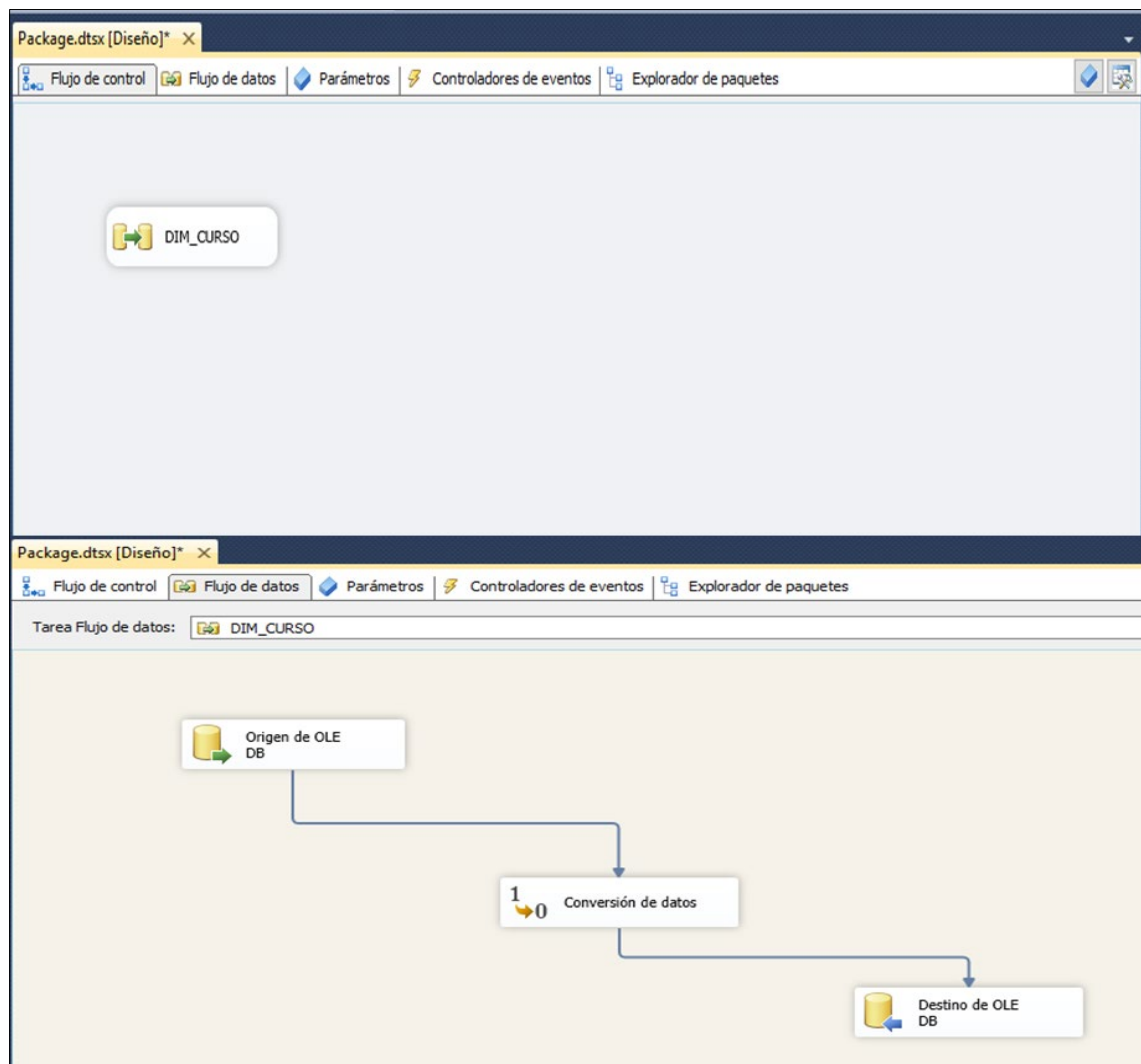 Package.dtsx [Diseño]*
Flujo de control Flujo de datos Parámetros Controladores de eventos Explorador de paquetes
DIM_CURSO
Package.dtsx [Diseño]*
Flujo de control Flujo de datos Parámetros Controladores de eventos Explorador de paquetes
Tarea Flujo de datos: DIM_CURSO
Origen de OLE
DB
1
0
Conversión de datos
Destino de OLE
DB